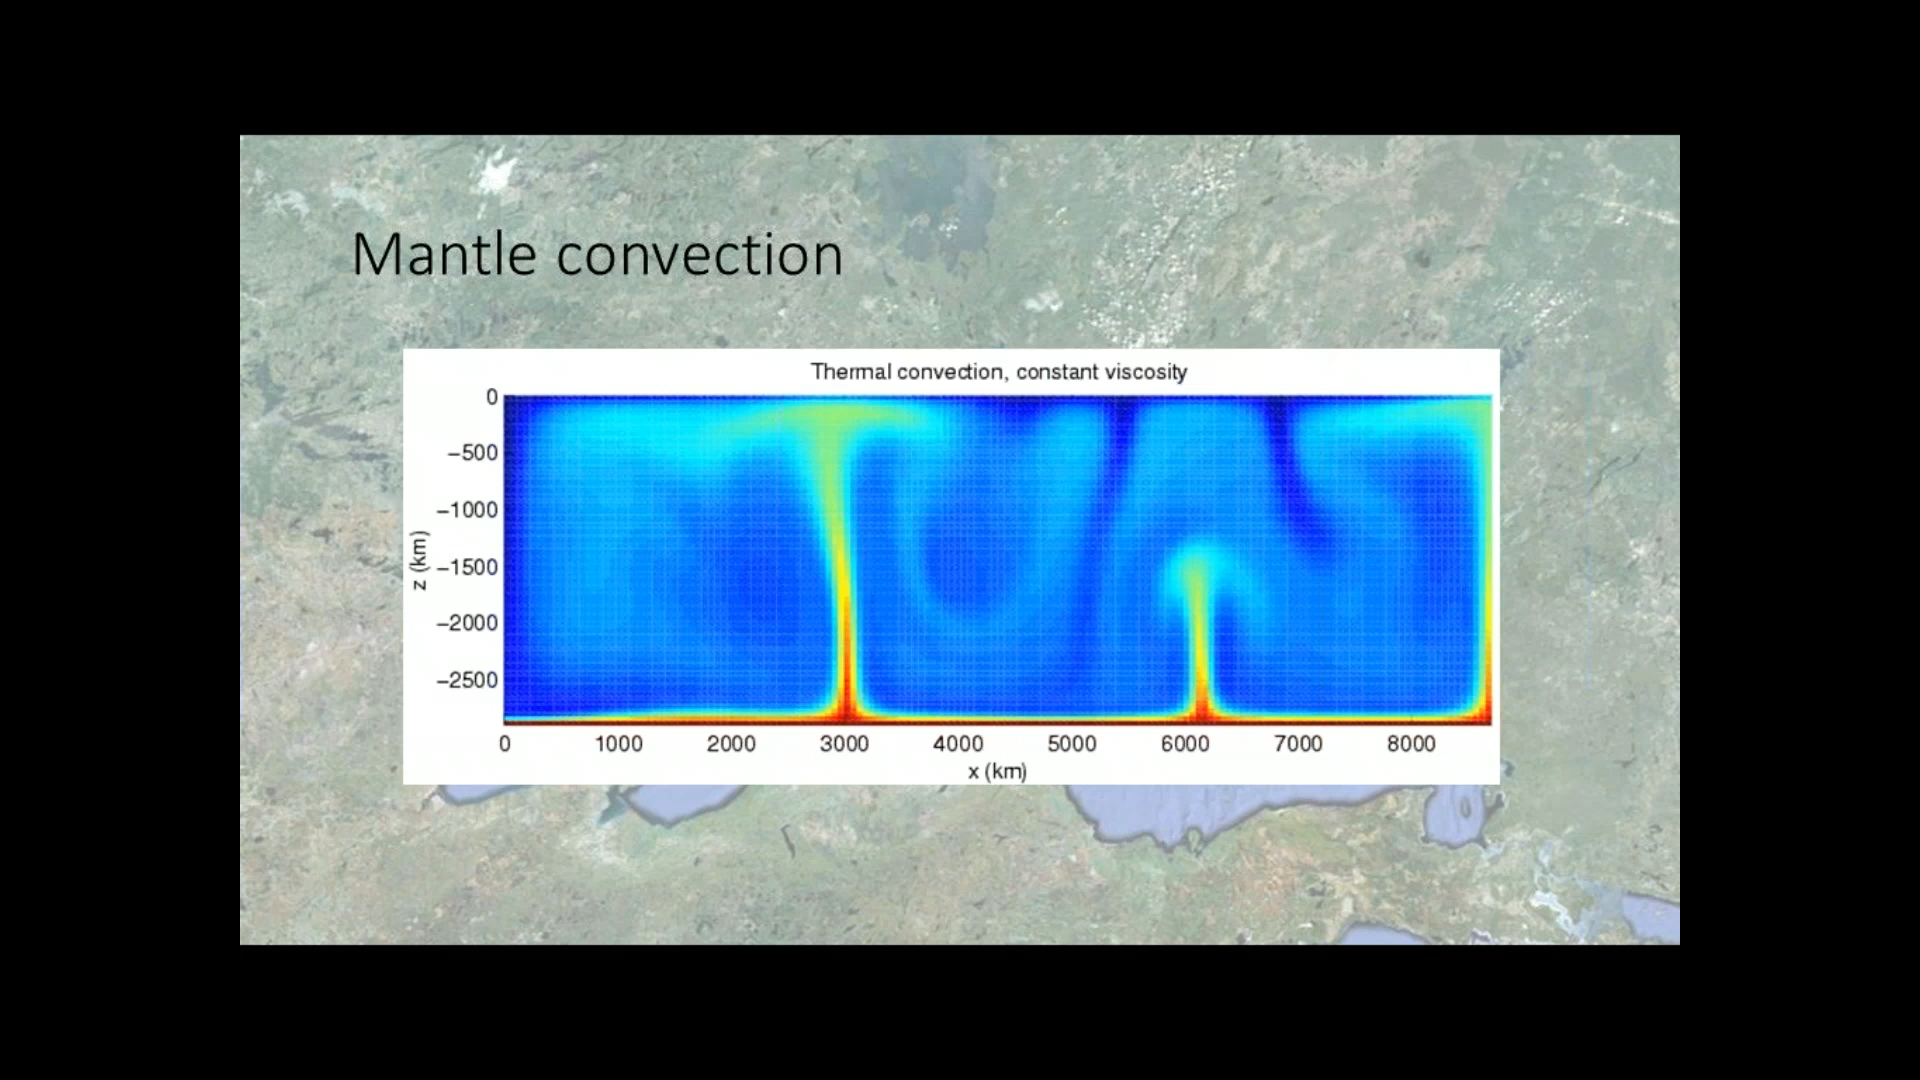 Mantle convection
Thermal convection, constant viscosity
0
−500
−1000
−1500
−2000
−2500
z (km)
0 1000 2000 3000 4000 5000 6000 7000 8000
x (km)